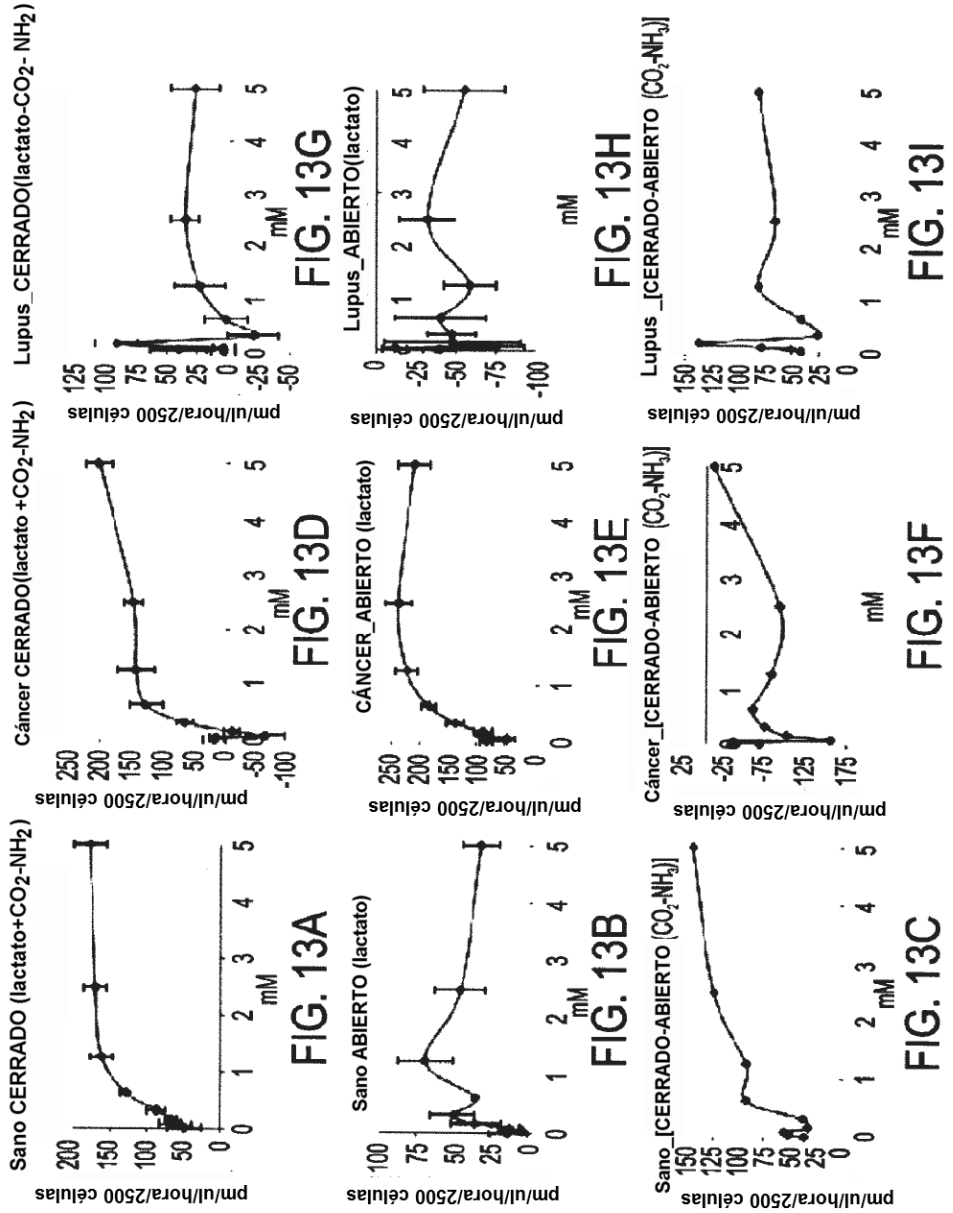 Sano CERRADO (lactato+CO2-NH2)
pm/ul/hora/2500 células
200
150
100
50
0
0 1 2 3 4 5
mM
FIG. 13A
Sano ABIERTO (lactato)
pm/ul/hora/2500 células
100
75
50
25
0
0 1 2 3 4 5
mM
FIG. 13B
Sano_[CERRADO-ABIERTO (CO2-NH3)]
pm/ul/hora/2500 células
150
125
100
75
50
25
0 1 2 3 4 5
mM
FIG. 13C
Cáncer CERRADO(lactato +CO2-NH2)
pm/ul/hora/2500 células
250
200
150
100
50
0
-50
-100
0 1 2 3 4 5
mM
FIG. 13D
CÁNCER_ABIERTO (lactato)
pm/ul/hora/2500 células
250
200
150
100
50
0
0 1 2 3 4 5
mM
FIG. 13E
Cáncer_[CERRADO-ABIERTO (CO2-NH3)]
pm/ul/hora/2500 células
25
-25
-75
-125
-175
0 1 2 3 4 5
mM
FIG. 13F
Lupus_CERRADO(lactato-CO2- NH2)
pm/ul/hora/2500 células
125
100
75
50
25
0
-25
-50
0 1 2 3 4 5
mM
FIG. 13G
Lupus_ABIERTO(lactato)
pm/ul/hora/2500 células
0
-25
-50
-75
-100
1 2 3 4 5
mM
FIG. 13H
Lupus _[CERRADO-ABIERTO (CO2-NH3)]
pm/ul/hora/2500 células
150
125
100
75
50
25
0
0 1 2 3 4 5
mM
FIG. 13I